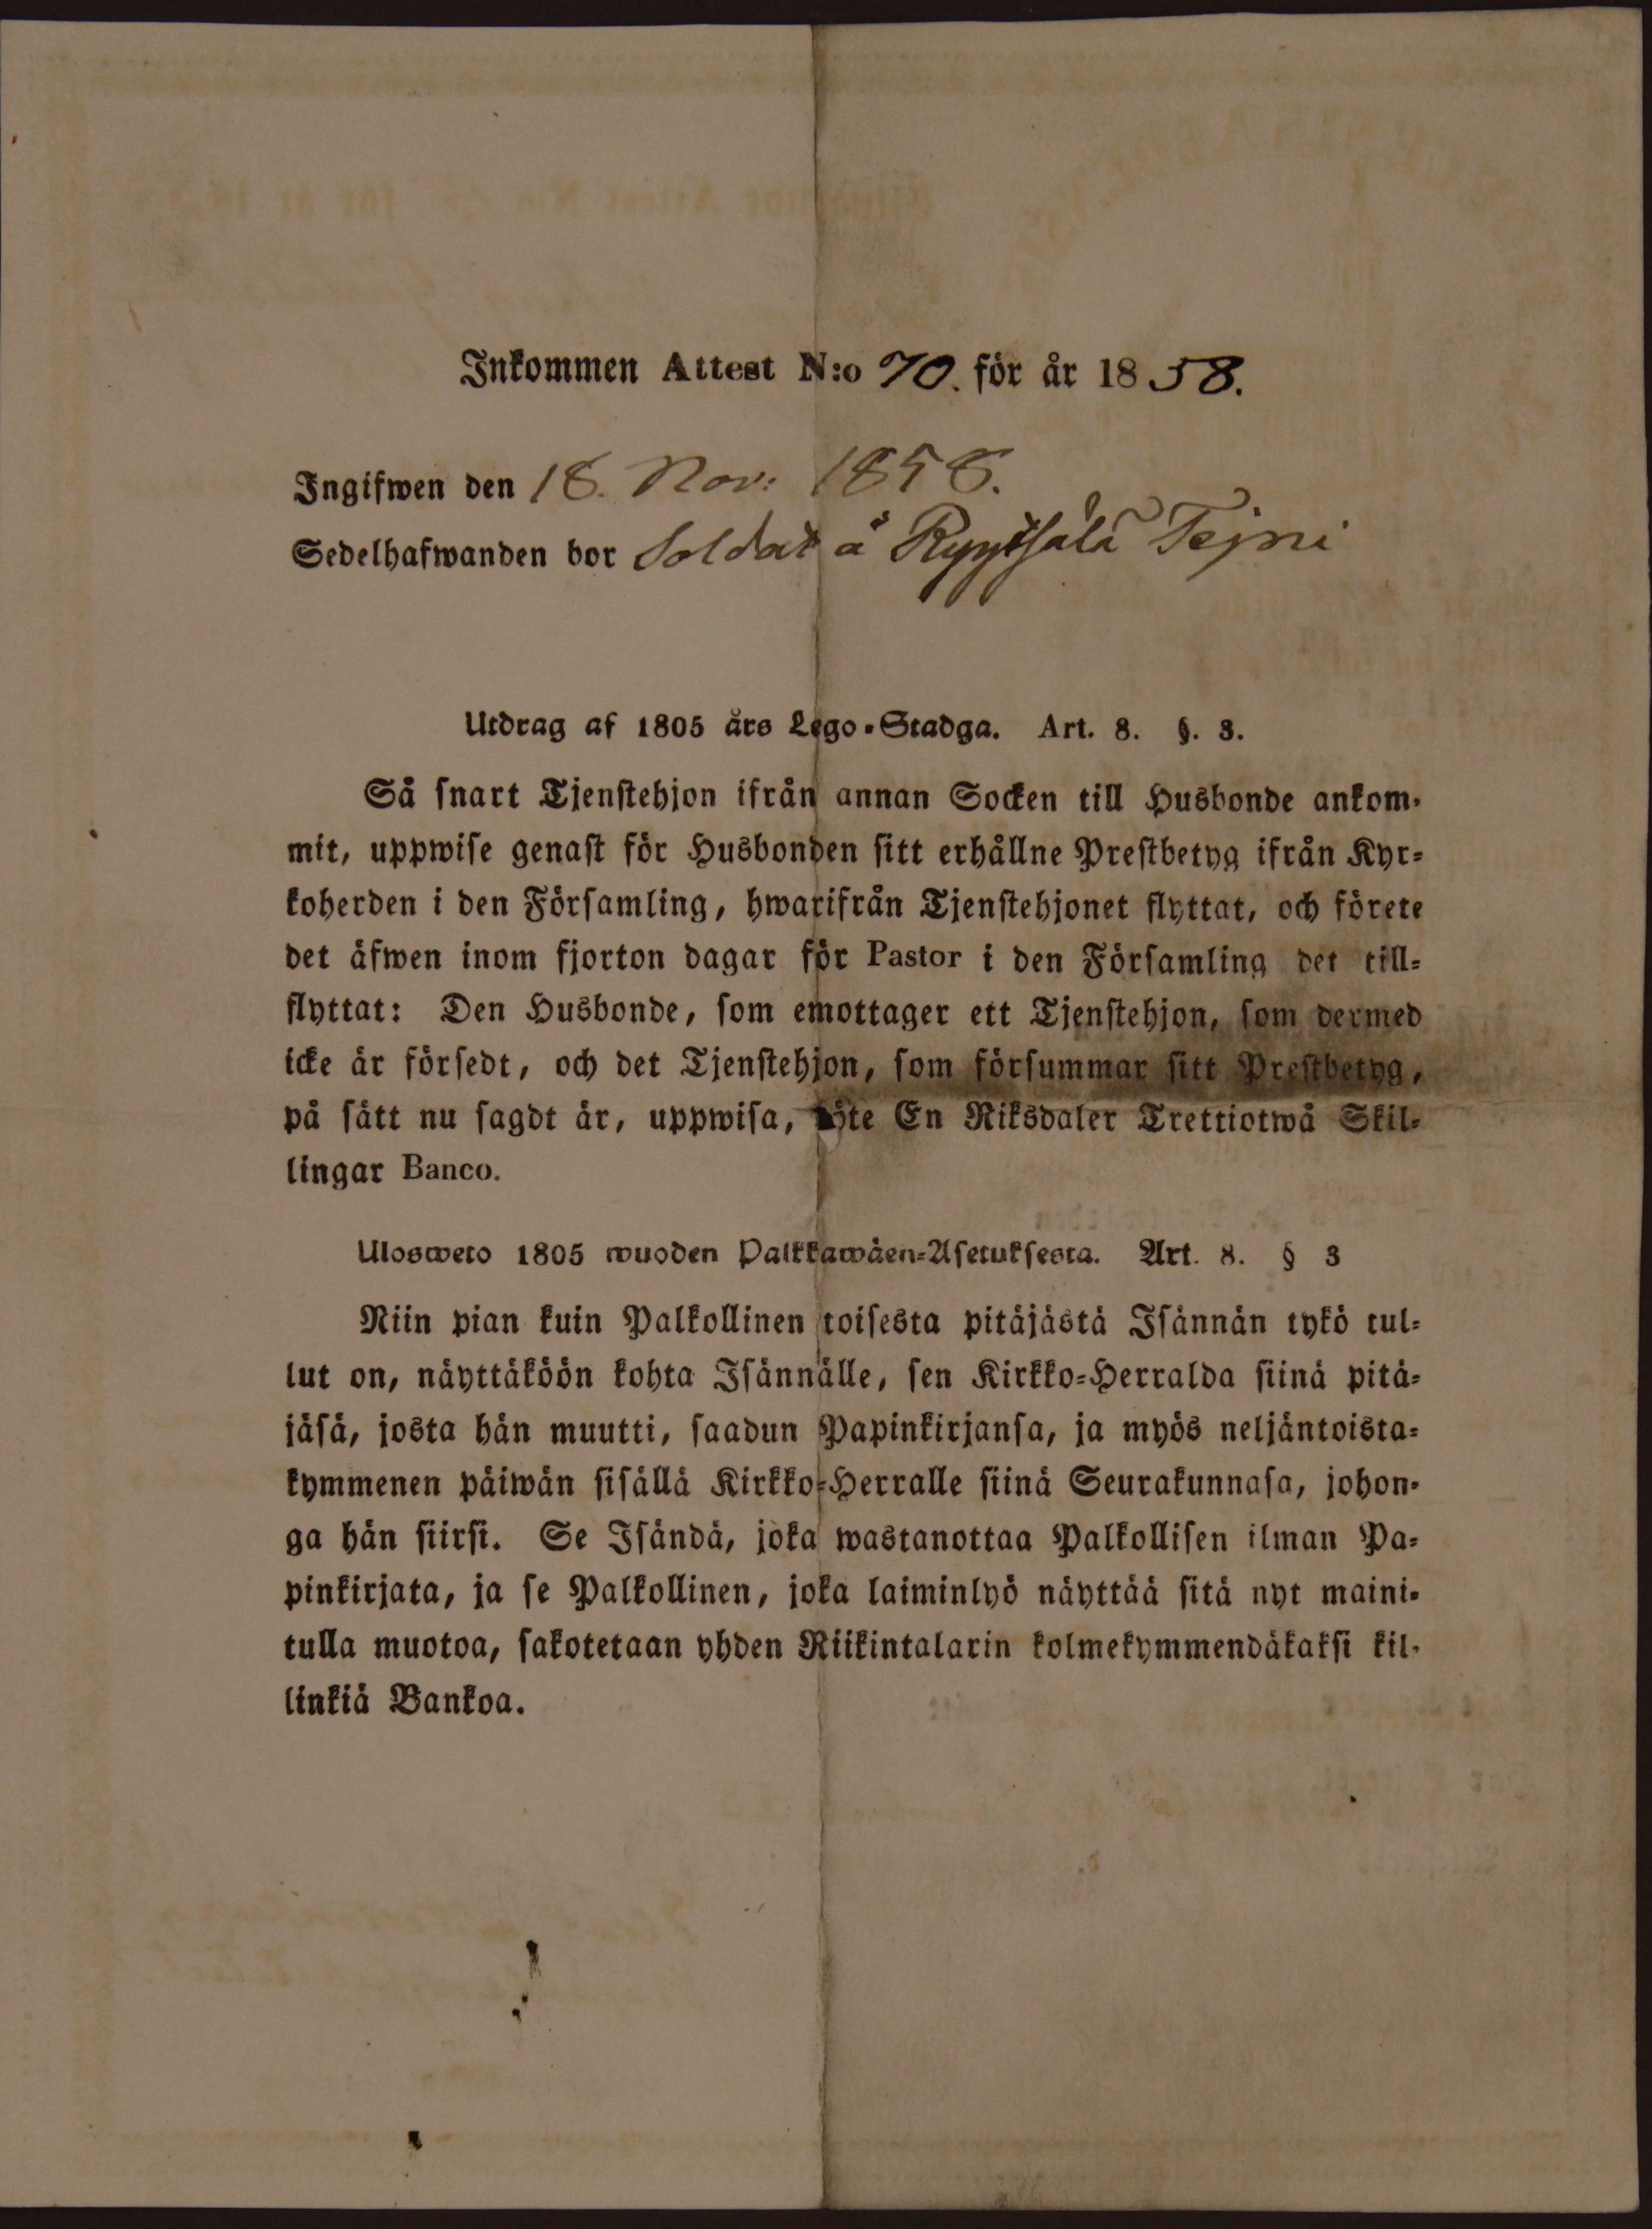 Inkommen Attest N:o 70. för år 1858.
Ingifwen den 18. Nov: 1858.
Sedelhafwanden bor Soldat å
Utdrag af 1805 års Lego-Stadga. Art. 8. §. 3.
Så snart Tjenstehjon ifrån annan Socken till Husbonde ankom-
mit, uppwise genast för Husbonden sitt erhållne Prestbetyg ifrån Kyr-
koherden i den Församling, hwarifrån Tjenstehjonet flyttat, och förete
det äfwen inom fjorton dagar för Pastor i den Församling det till-
flyttat: Den Husbonde, som emottager ett Tjenstehjon, som dermed
icke är försedt, och det Tjenstehjon, som försummar sitt Prestbetyg,
på sätt nu sagdt är, uppwisa, böte En Riksdaler Trettiotwå Skil-
lingar Banco.
Ulosweto 1805 wuoden Palkkawäen-Asetuksesta. Art. 8. § 3
Niin pian kuin Palkollinen toisesta pitäjästä Isännän tykö tul-
lut on, näyttäköön kohta Isännälle, sen Kirkko-Herralda siinä pitä-
jäsä, josta hän muutti, saadun Papinkirjansa, ja myös neljäntoista-
kymmenen päiwän sisällä Kirkko-Herralle siinä Seurakunnasa, johon-
ga hän siirsi. Se Isändä, joka wastanottaa Palkollisen ilman Pa-
pinkirjata, ja se Palkollinen, joka laiminlyö näyttää sitä nyt maini-
tulla muotoa, sakotetaan yhden Riikintalarin kolmekymmendäkaksi kil-
linkiä Bankoa.